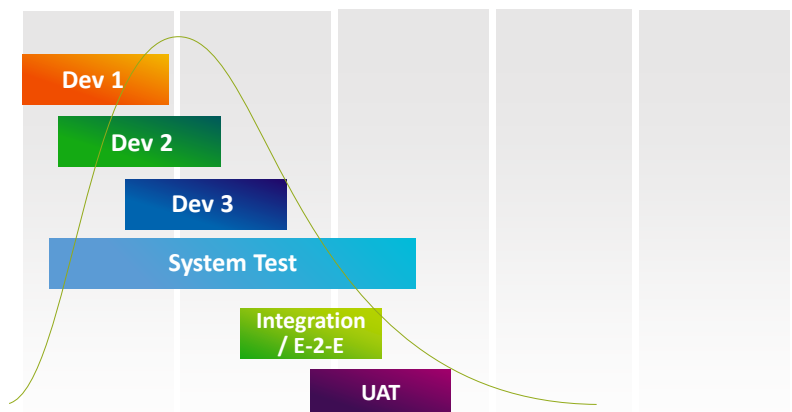 Dev 1
Dev 2
Dev 3
System Test
Integration
/ E-2-E
UAT